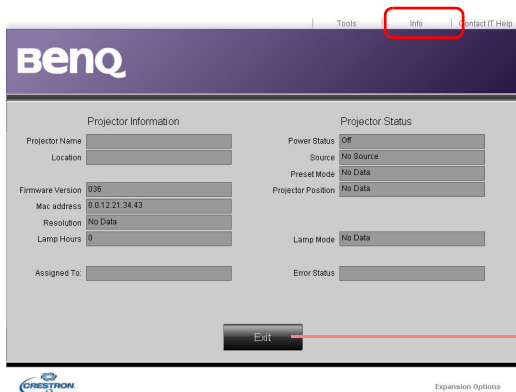 Tools Info Contact IT Help
BenQ
Projector Information
Projector Name
Location
Firmware Version 036
Mac address 0.0.12.21.34.43
Resolution No Data
Lamp Hours 0
Assigned To:
Projector Status
Power Status Off
Source No Source
Preset Mode No Data
Projector Position No Data
Lamp Mode No Data
Error Status
Exit
CRESTRON
Expansion Options